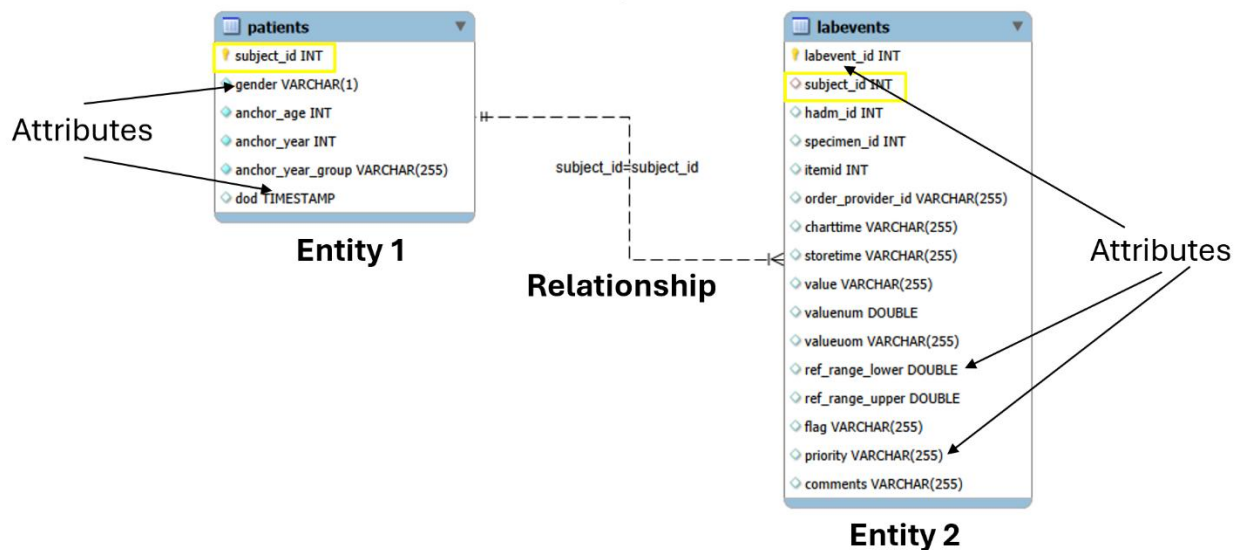 patients
subject_id INT
gender VARCHAR(1)
anchor_age INT
anchor_year INT
anchor_year_group VARCHAR(255)
dod TIMESTAMP
Attributes
Entity 1
subject_id=subject_id
Relationship
labevents
labevent_id INT
subject_id INT
hadm_id INT
specimen_id INT
itemid INT
order_provider_id VARCHAR(255)
charttime VARCHAR(255)
storetime VARCHAR(255)
value VARCHAR(255)
valuenum DOUBLE
valueuom VARCHAR(255)
ref_range_lower DOUBLE
ref_range_upper DOUBLE
flag VARCHAR(255)
priority VARCHAR(255)
comments VARCHAR(255)
Attributes
Entity 2